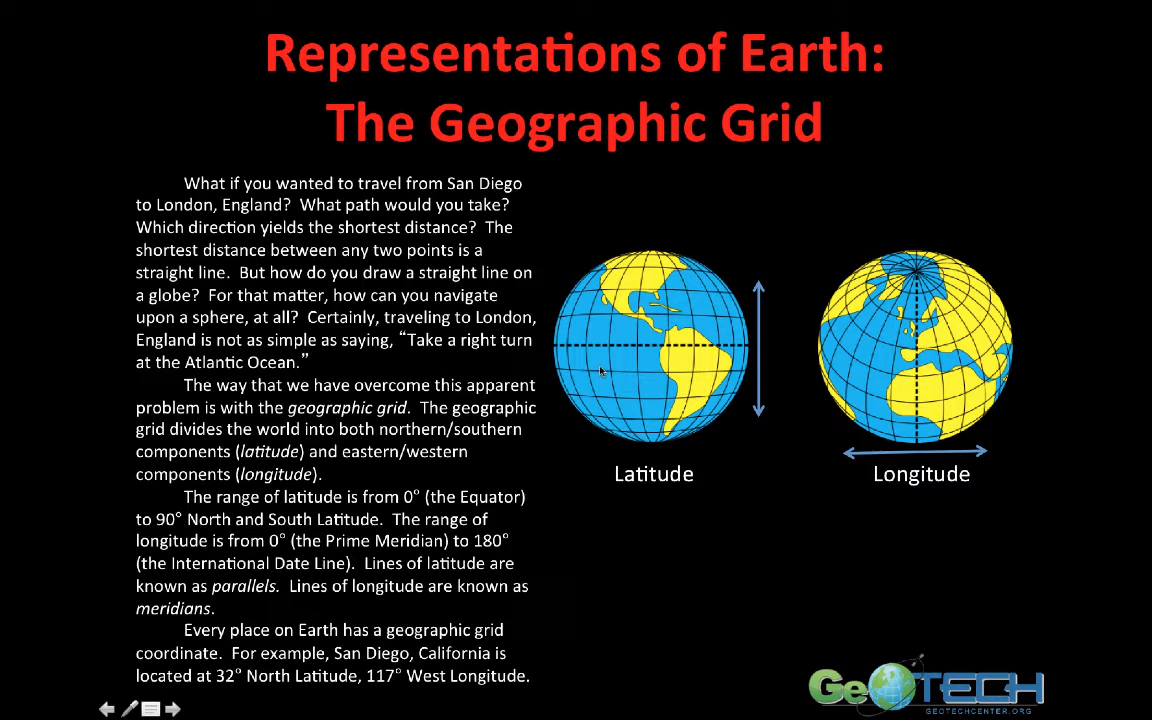 Representations of Earth:
The Geographic Grid
What if you wanted to travel from San Diego
to London, England?  What path would you take?
Which direction yields the shortest distance?  The
shortest distance between any two points is a
straight line.  But how do you draw a straight line on
a globe?  For that matter, how can you navigate
upon a sphere, at all?  Certainly, traveling to London,
England is not as simple as saying, “Take a right turn
at the Atlantic Ocean.”
The way that we have overcome this apparent
problem is with the geographic grid.  The geographic
grid divides the world into both northern/southern
components (latitude) and eastern/western
components (longitude).
The range of latitude is from 0° (the Equator)
to 90° North and South Latitude.  The range of
longitude is from 0° (the Prime Meridian) to 180°
(the International Date Line).  Lines of latitude are
known as parallels.  Lines of longitude are known as
meridians.
Every place on Earth has a geographic grid
coordinate.  For example, San Diego, California is
located at 32° North Latitude, 117° West Longitude.
Latitude
Longitude
GeoTECH
GEOTECHCENTER.ORG